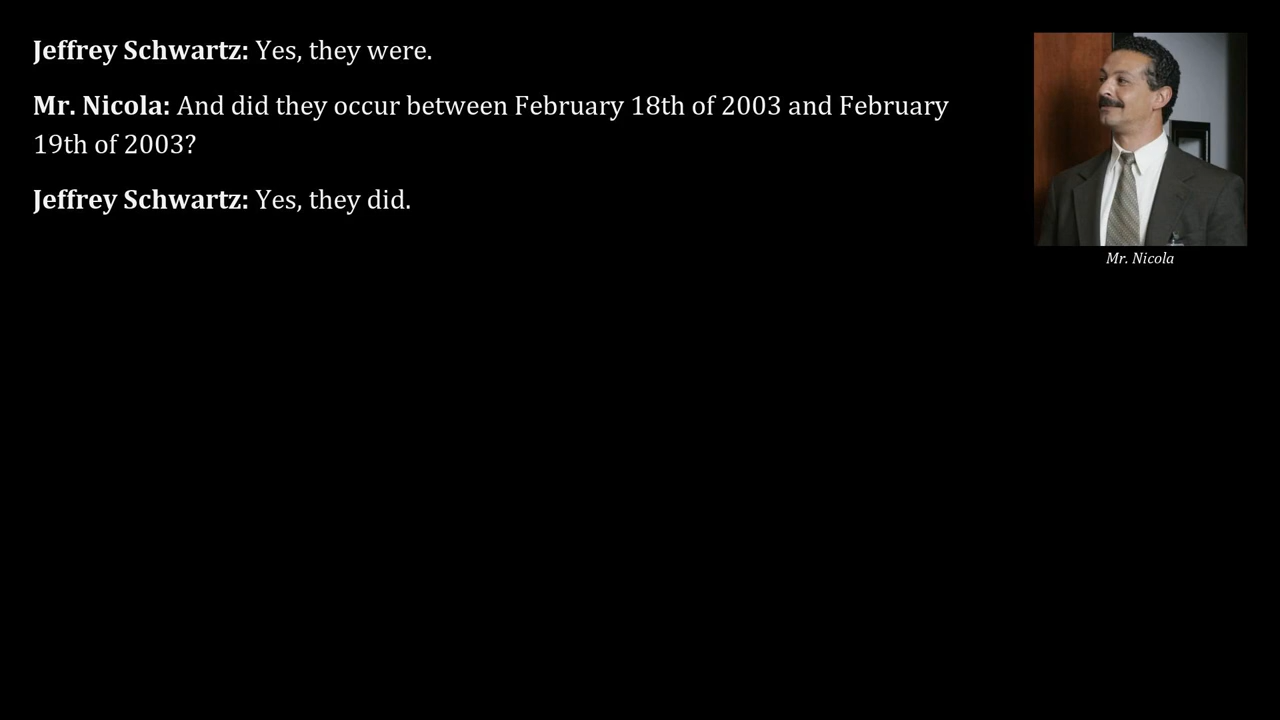 Jeffrey Schwartz: Yes, they were.
Mr. Nicola: And did they occur between February 18th of 2003 and February
19th of 2003?
Jeffrey Schwartz: Yes, they did.
Mr. Nicola